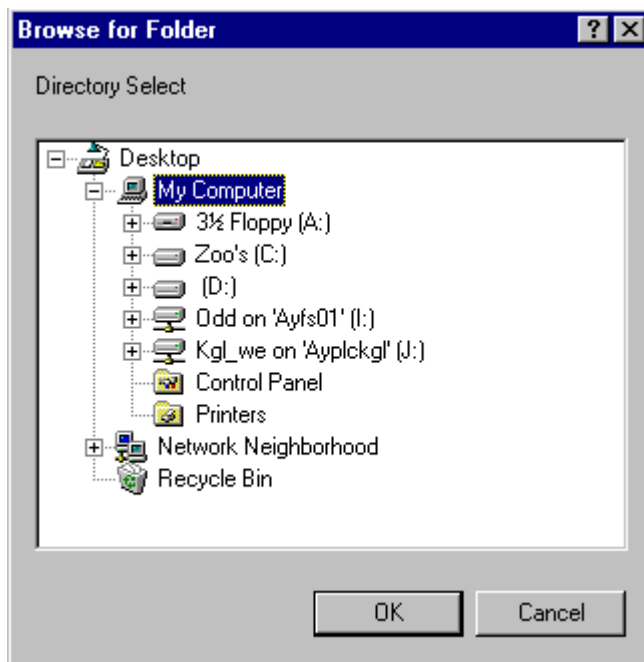 Browse for Folder
Directory Select
Desktop
My Computer
3½ Floppy (A:)
Zoo's (C:)
(D:)
Odd on 'Ayfs01' (I:)
Kgl_we on 'Ayplckgl' (J:)
Control Panel
Printers
Network Neighborhood
Recycle Bin
OK Cancel